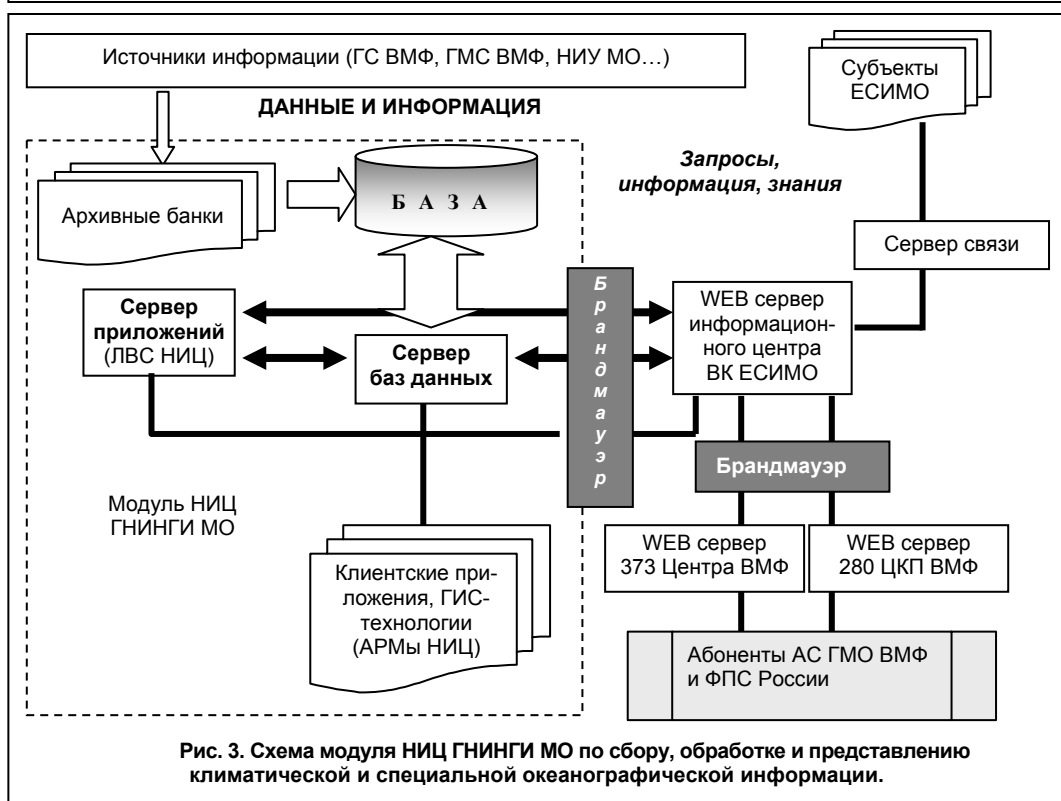 Источники информации (ГС ВМФ, ГМС ВМФ, НИУ МО…)
Субъекты
ЕСИМО
ДАННЫЕ И ИНФОРМАЦИЯ
Запросы,
информация, знания
Архивные банки
Б А З А
Сервер связи
Сервер
приложений
(ЛВС НИЦ)
Сервер
баз данных
Брандмауэр
WEB сервер
информацион-
ного центра
ВК ЕСИМО
Брандмауэр
Модуль НИЦ
ГНИНГИ МО
WEB сервер
373 Центра ВМФ
WEB сервер
280 ЦКП ВМФ
Клиентские при-
ложения, ГИС-
технологии
(АРМы НИЦ)
Абоненты АС ГМО ВМФ
и ФПС России
Рис. 3. Схема модуля НИЦ ГНИНГИ МО по сбору, обработке и представлению
климатической и специальной океанографической информации.